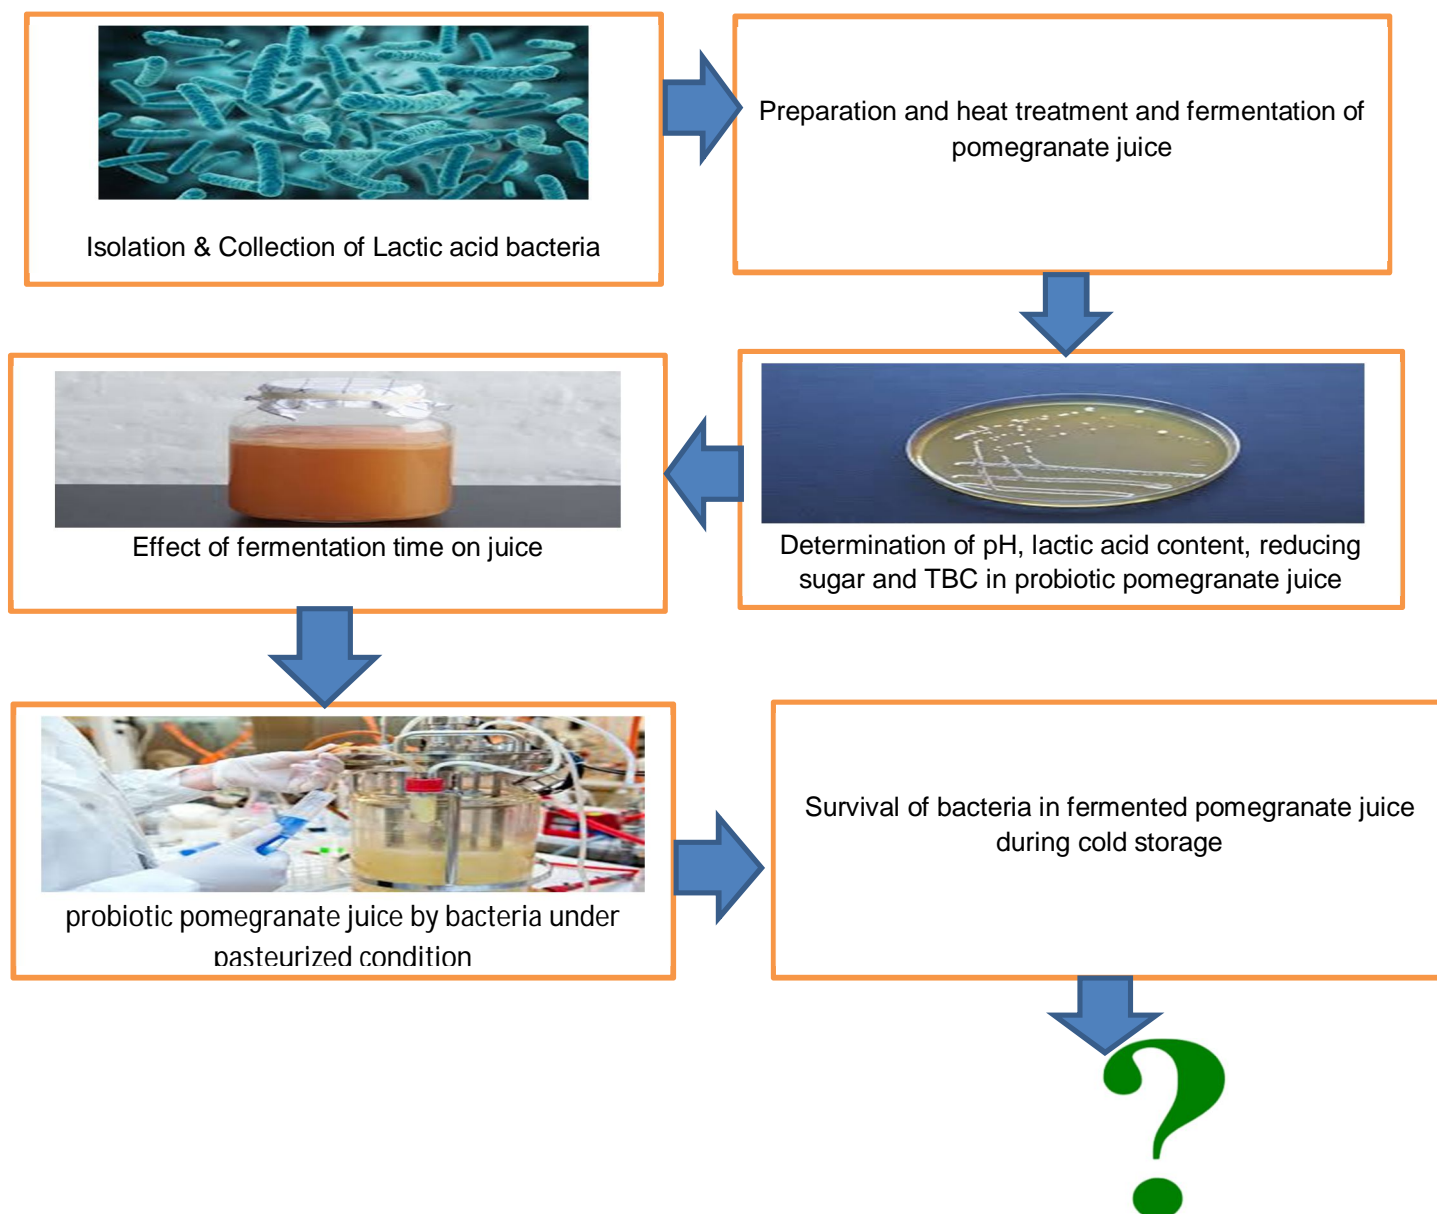 Isolation & Collection of Lactic acid bacteria
Preparation and heat treatment and fermentation of
pomegranate juice
Determination of pH, lactic acid content, reducing
sugar and TBC in probiotic pomegranate juice
Effect of fermentation time on juice
probiotic pomegranate juice by bacteria under
pasteurized condition
Survival of bacteria in fermented pomegranate juice
during cold storage
?